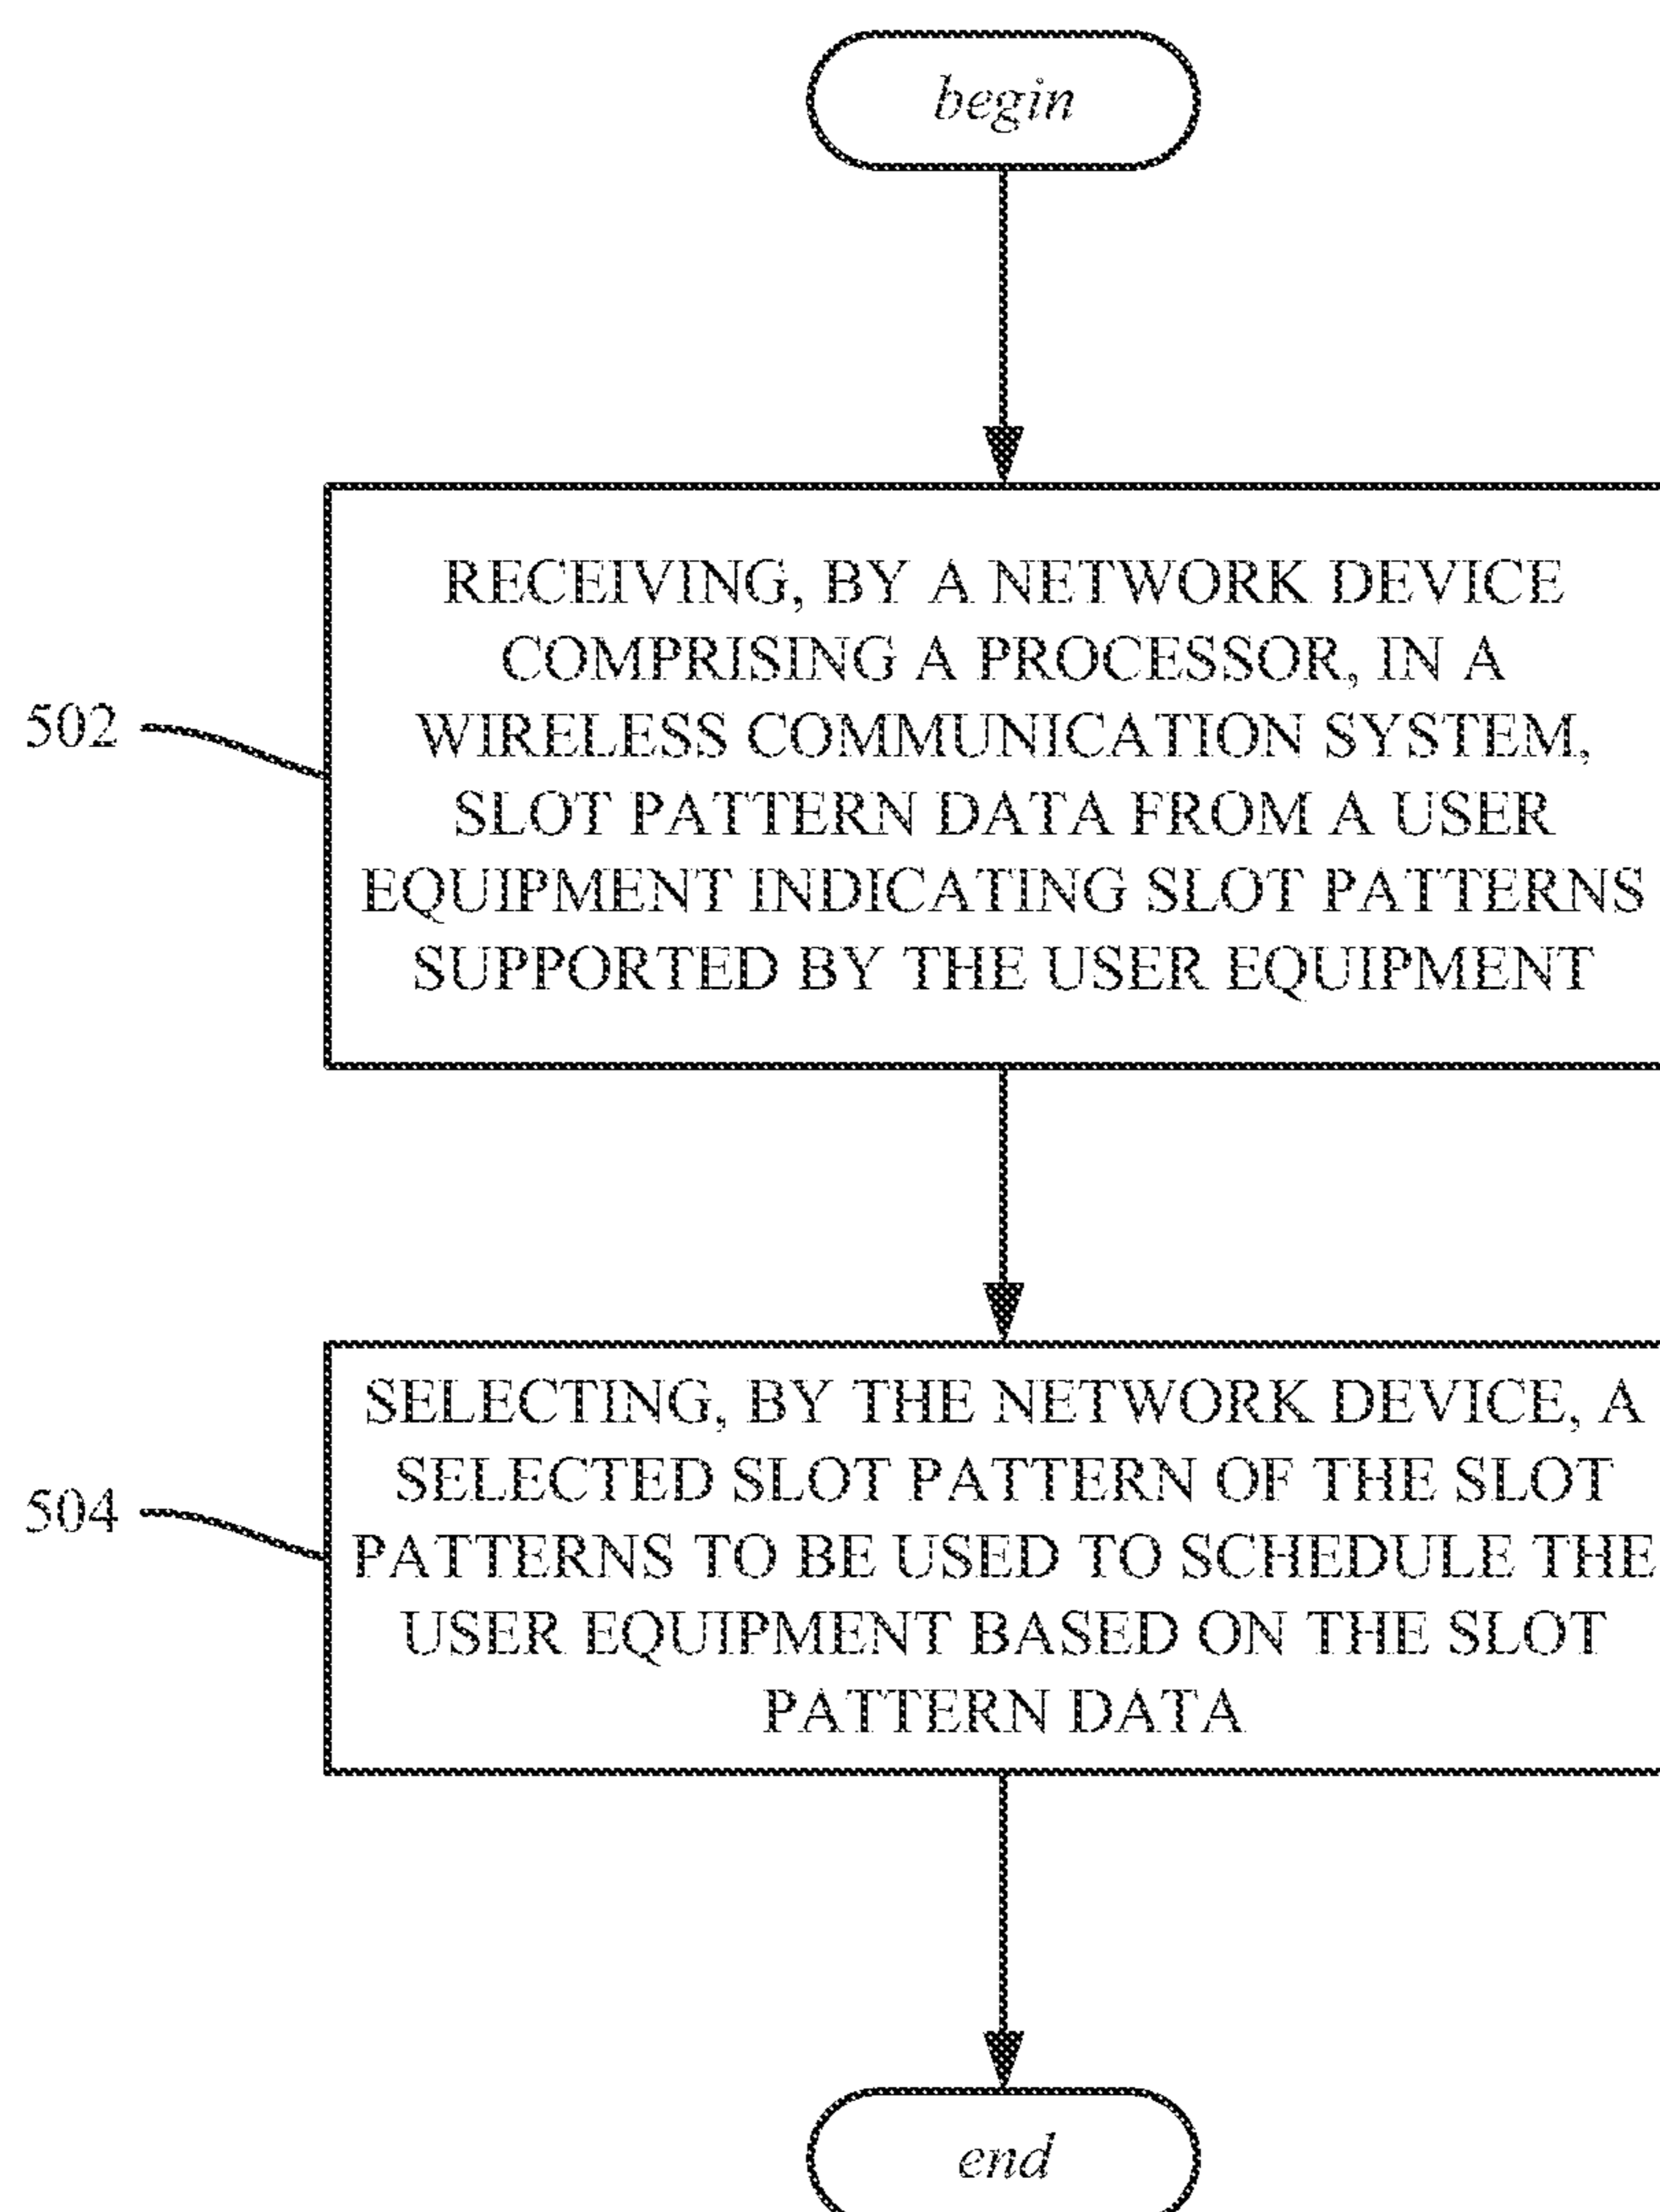 begin
RECEIVING, BY A NETWORK DEVICE
COMPRISING A PROCESSOR, IN A
WIRELESS COMMUNICATION SYSTEM,
SLOT PATTERN DATA FROM A USER
EQUIPMENT INDICATING SLOT PATTERNS
SUPPORTED BY THE USER EQUIPMENT
502
SELECTING, BY THE NETWORK DEVICE, A
SELECTED SLOT PATTERN OF THE SLOT
PATTERNS TO BE USED TO SCHEDULE THE
USER EQUIPMENT BASED ON THE SLOT
PATTERN DATA
504
end